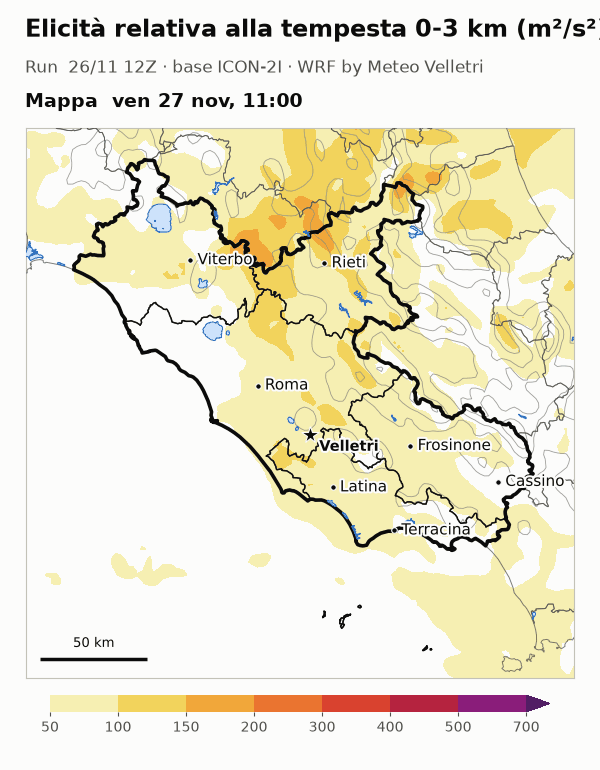 Elicità relativa alla tempesta 0-3 km (m²/s²)
Run 26/11 12Z · base ICON-2I · WRF by Meteo Velletri
Mappa ven 27 nov, 11:00
Viterbo
Rieti
Roma
Velletri
Frosinone
Cassino
Latina
Terracina
50 km
50 100 150 200 300 400 500 700